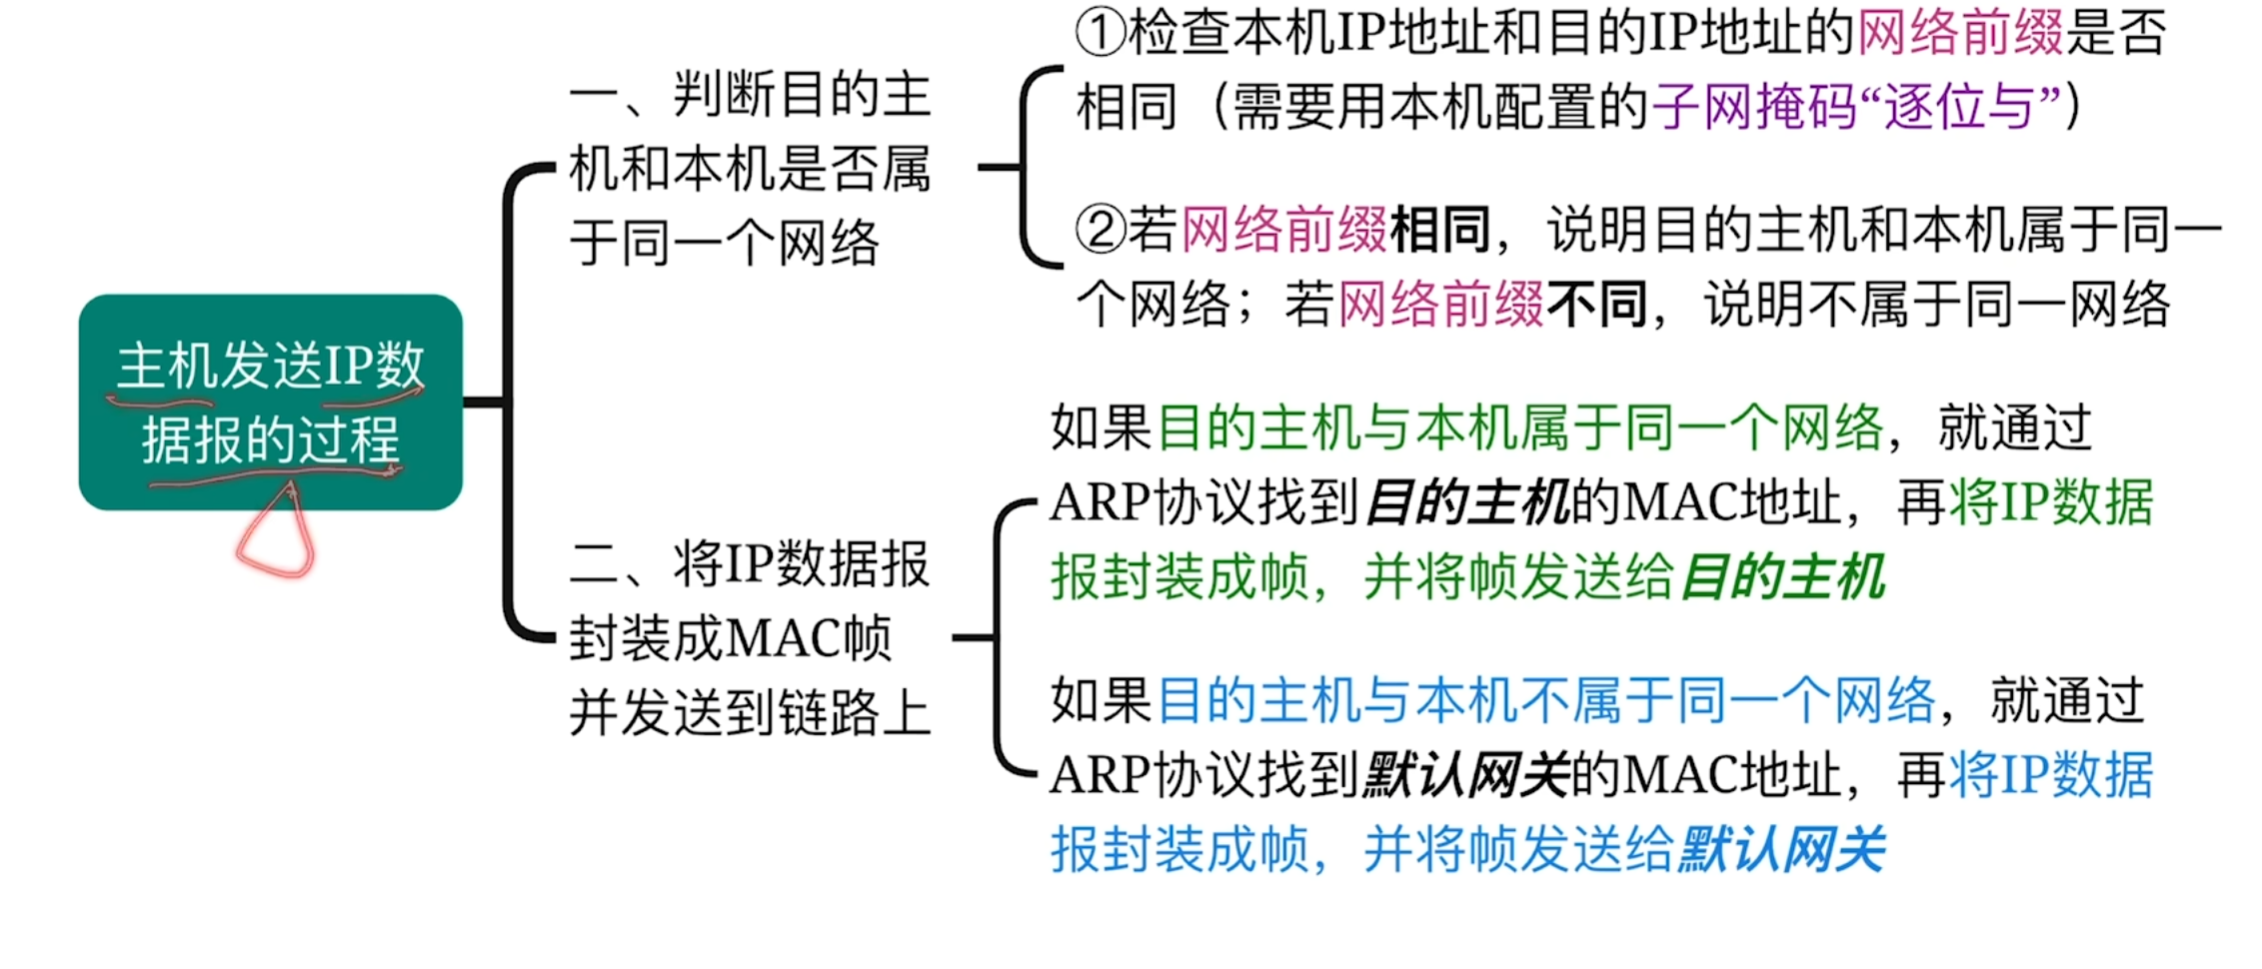 主机发送IP数
据报的过程
一、判断目的主
机和本机是否属
于同一个网络
①检查本机IP地址和目的IP地址的网络前缀是否
相同（需要用本机配置的子网掩码“逐位与”）
②若网络前缀相同，说明目的主机和本机属于同一
个网络；若网络前缀不同，说明不属于同一网络
二、将IP数据报
封装成MAC帧
并发送到链路上
如果目的主机与本机属于同一个网络，就通过
ARP协议找到目的主机的MAC地址，再将IP数据
报封装成帧，并将帧发送给目的主机
如果目的主机与本机不属于同一个网络，就通过
ARP协议找到默认网关的MAC地址，再将IP数据
报封装成帧，并将帧发送给默认网关